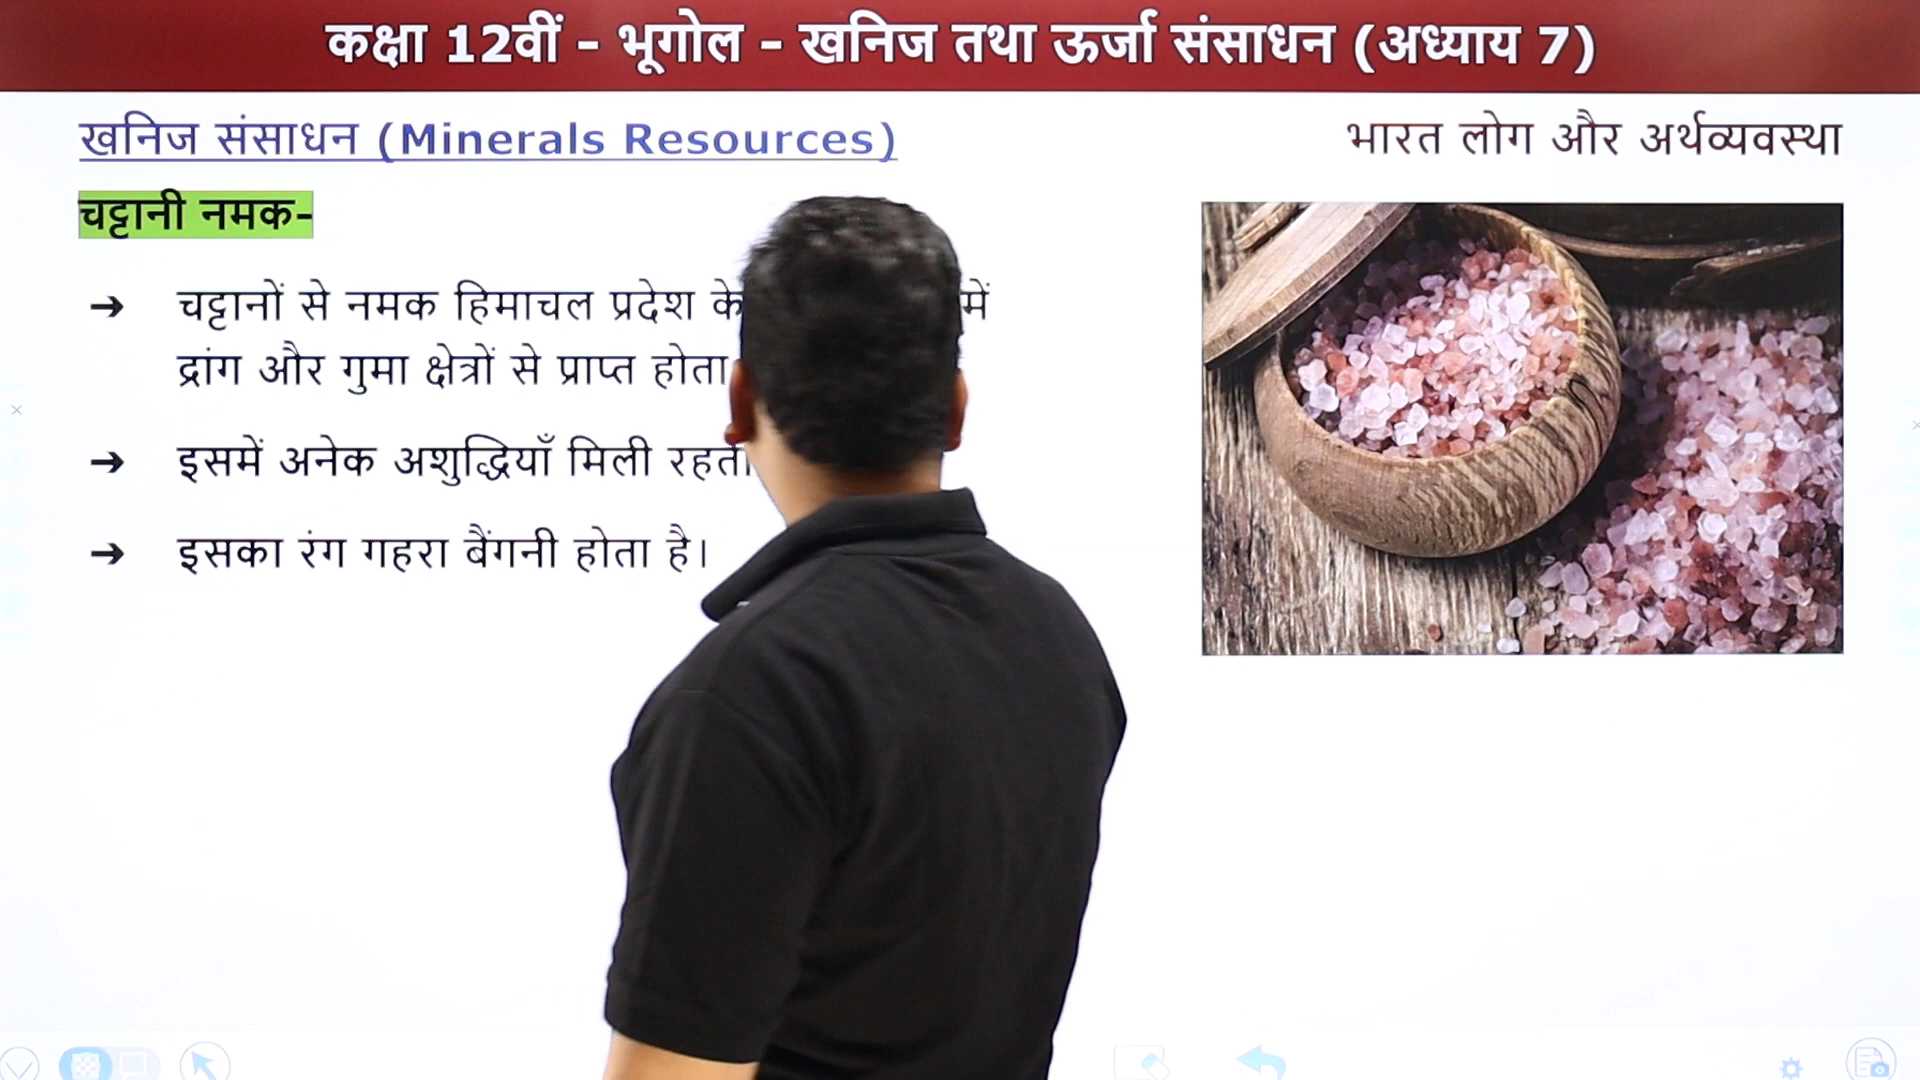 कक्षा 12वीं - भूगोल - खनिज तथा ऊर्जा संसाधन (अध्याय 7)
खनिज संसाधन (Minerals Resources)
भारत लोग और अर्थव्यवस्था
चट्टानी नमक-
➔ चट्टानों से नमक हिमाचल प्रदेश के में
द्रांग और गुमा क्षेत्रों से प्राप्त होता
➔ इसमें अनेक अशुद्धियाँ मिली
➔ इसका रंग गहरा बैंगनी होता है।